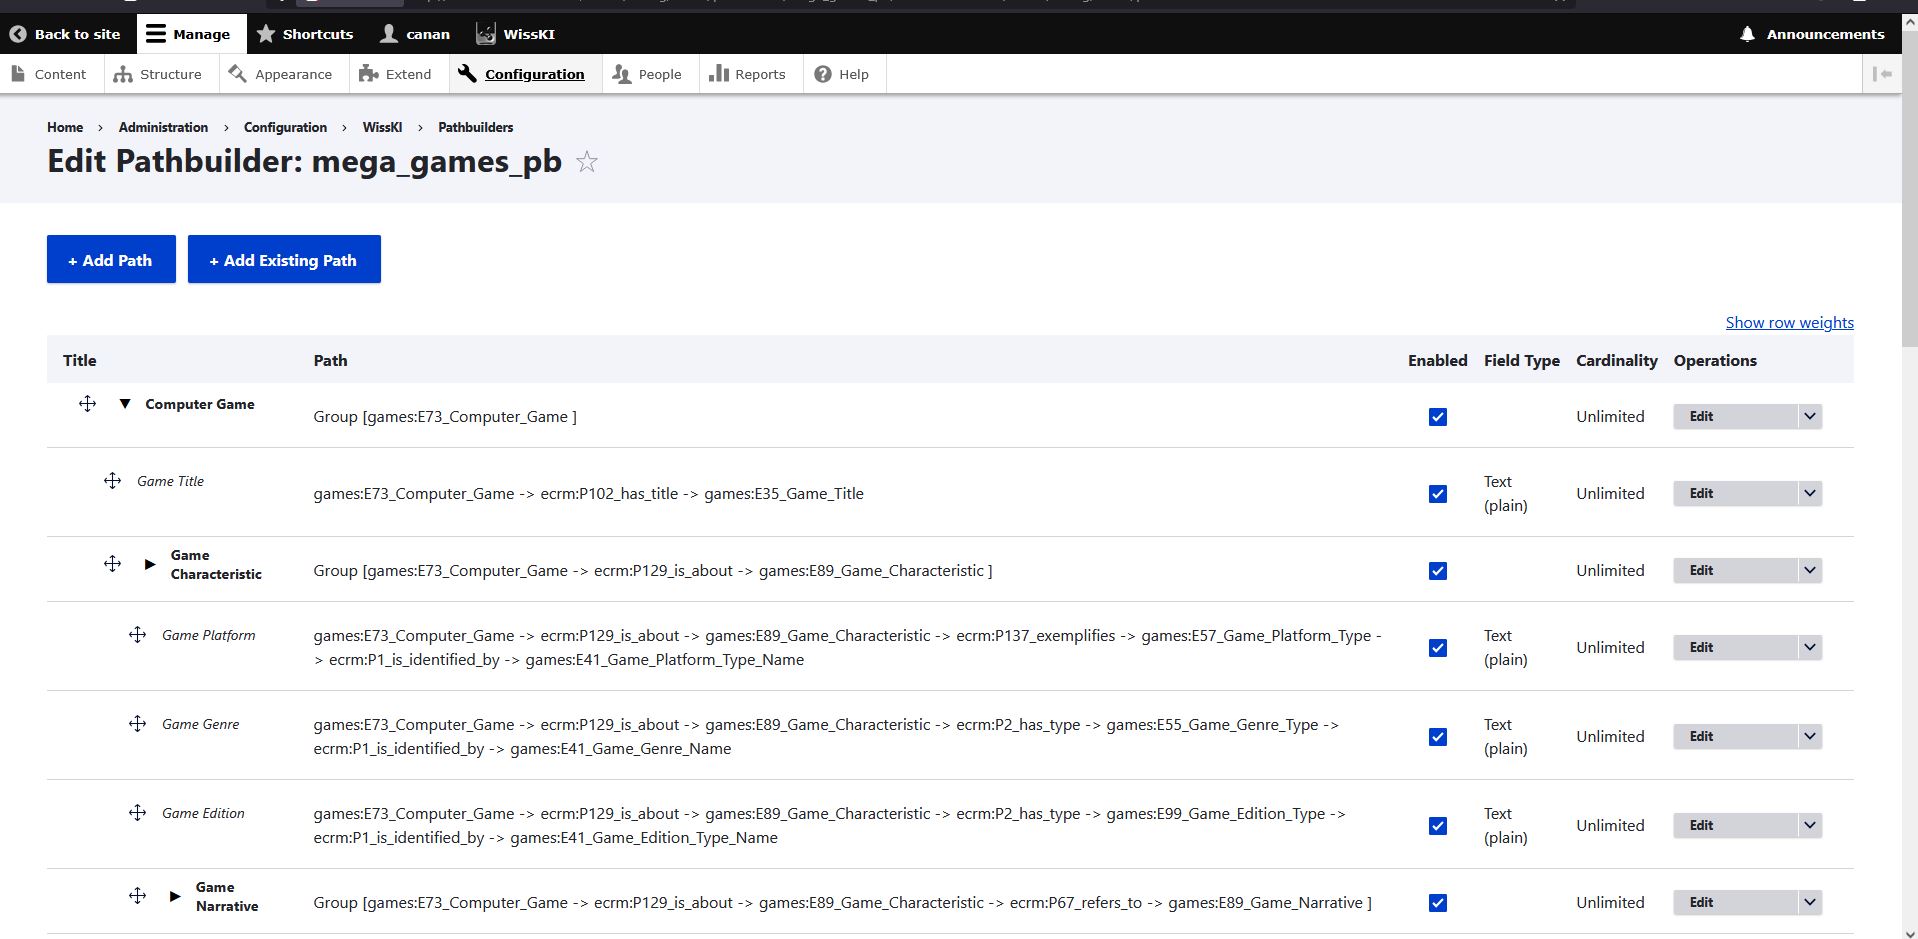 Back to site Manage Shortcuts canan WissKI Announcements
Content Structure Appearance Extend Configuration People Reports Help
Home › Administration › Configuration › WissKI › Pathbuilders
Edit Pathbuilder: mega_games_pb
+ Add Path + Add Existing Path
Show row weights
Title Path Enabled Field Type Cardinality Operations
Computer Game
Group [games:E73_Computer_Game ]
Unlimited Edit
Game Title
games:E73_Computer_Game -> ecrm:P102_has_title -> games:E35_Game_Title
Text
(plain)
Unlimited Edit
Game
Characteristic
Group [games:E73_Computer_Game -> ecrm:P129_is_about -> games:E89_Game_Characteristic ]
Unlimited Edit
Game Platform
games:E73_Computer_Game -> ecrm:P129_is_about -> games:E89_Game_Characteristic -> ecrm:P137_exemplifies -> games:E57_Game_Platform_Type -
> ecrm:P1_is_identified_by -> games:E41_Game_Platform_Type_Name
Text
(plain)
Unlimited Edit
Game Genre
games:E73_Computer_Game -> ecrm:P129_is_about -> games:E89_Game_Characteristic -> ecrm:P2_has_type -> games:E55_Game_Genre_Type ->
ecrm:P1_is_identified_by -> games:E41_Game_Genre_Name
Text
(plain)
Unlimited Edit
Game Edition
games:E73_Computer_Game -> ecrm:P129_is_about -> games:E89_Game_Characteristic -> ecrm:P2_has_type -> games:E99_Game_Edition_Type ->
ecrm:P1_is_identified_by -> games:E41_Game_Edition_Type_Name
Text
(plain)
Unlimited Edit
Game
Narrative
Group [games:E73_Computer_Game -> ecrm:P129_is_about -> games:E89_Game_Characteristic -> ecrm:P67_refers_to -> games:E89_Game_Narrative ]
Unlimited Edit